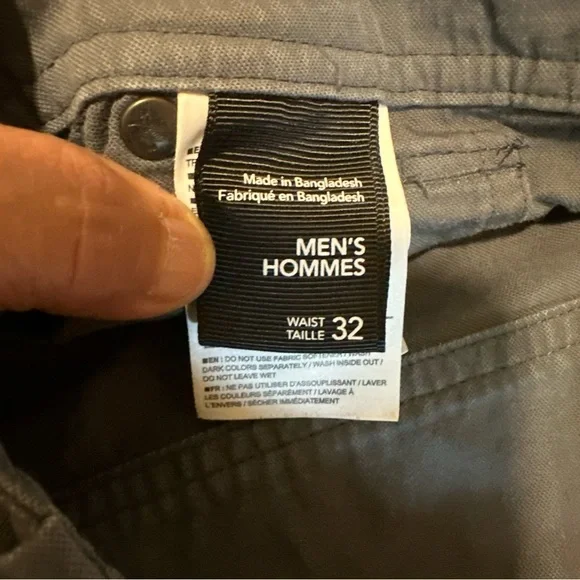 Made in Bangladesh
Fabriqué en Bangladesh
MEN'S
HOMMES
WAIST
TAILLE 32
EN : DO NOT USE FABRIC SOFTENER / WASH
DARK COLORS SEPARATELY / WASH INSIDE OUT /
DO NOT LEAVE WET
FR : NE PAS UTILISER D'ASSOUPLISSANT / LAVER
LES COULEURS SÉPARÉMENT / LAVAGE À
L'ENVERS / SÉCHER IMMÉDIATEMENT